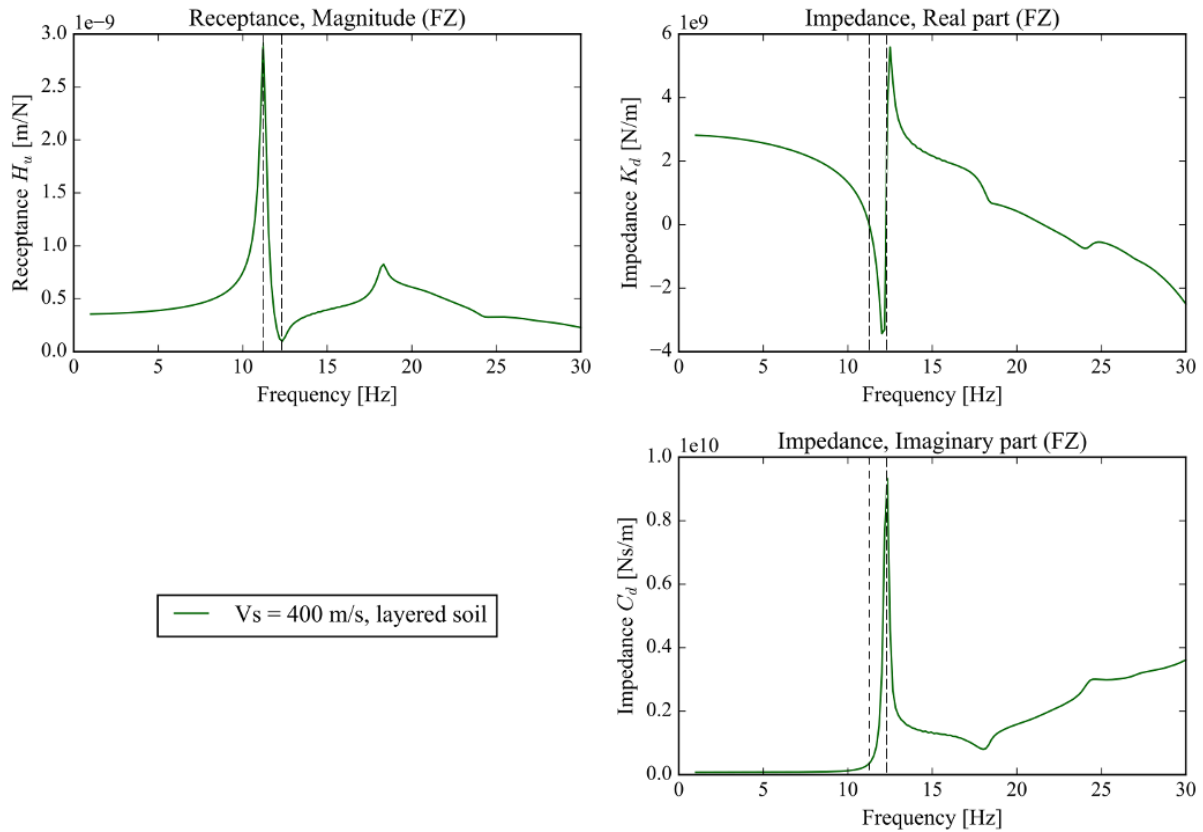 Receptance, Magnitude (FZ)
1e−9
3.0
2.5
2.0
1.5
1.0
0.5
0.0
Receptance H_u [m/N]
0 5 10 15 20 25 30
Frequency [Hz]
Impedance, Real part (FZ)
1e9
6
4
2
0
−2
−4
Impedance K_d [N/m]
0 5 10 15 20 25 30
Frequency [Hz]
Vs = 400 m/s, layered soil
Impedance, Imaginary part (FZ)
1e10
1.0
0.8
0.6
0.4
0.2
0.0
Impedance C_d [Ns/m]
0 5 10 15 20 25 30
Frequency [Hz]